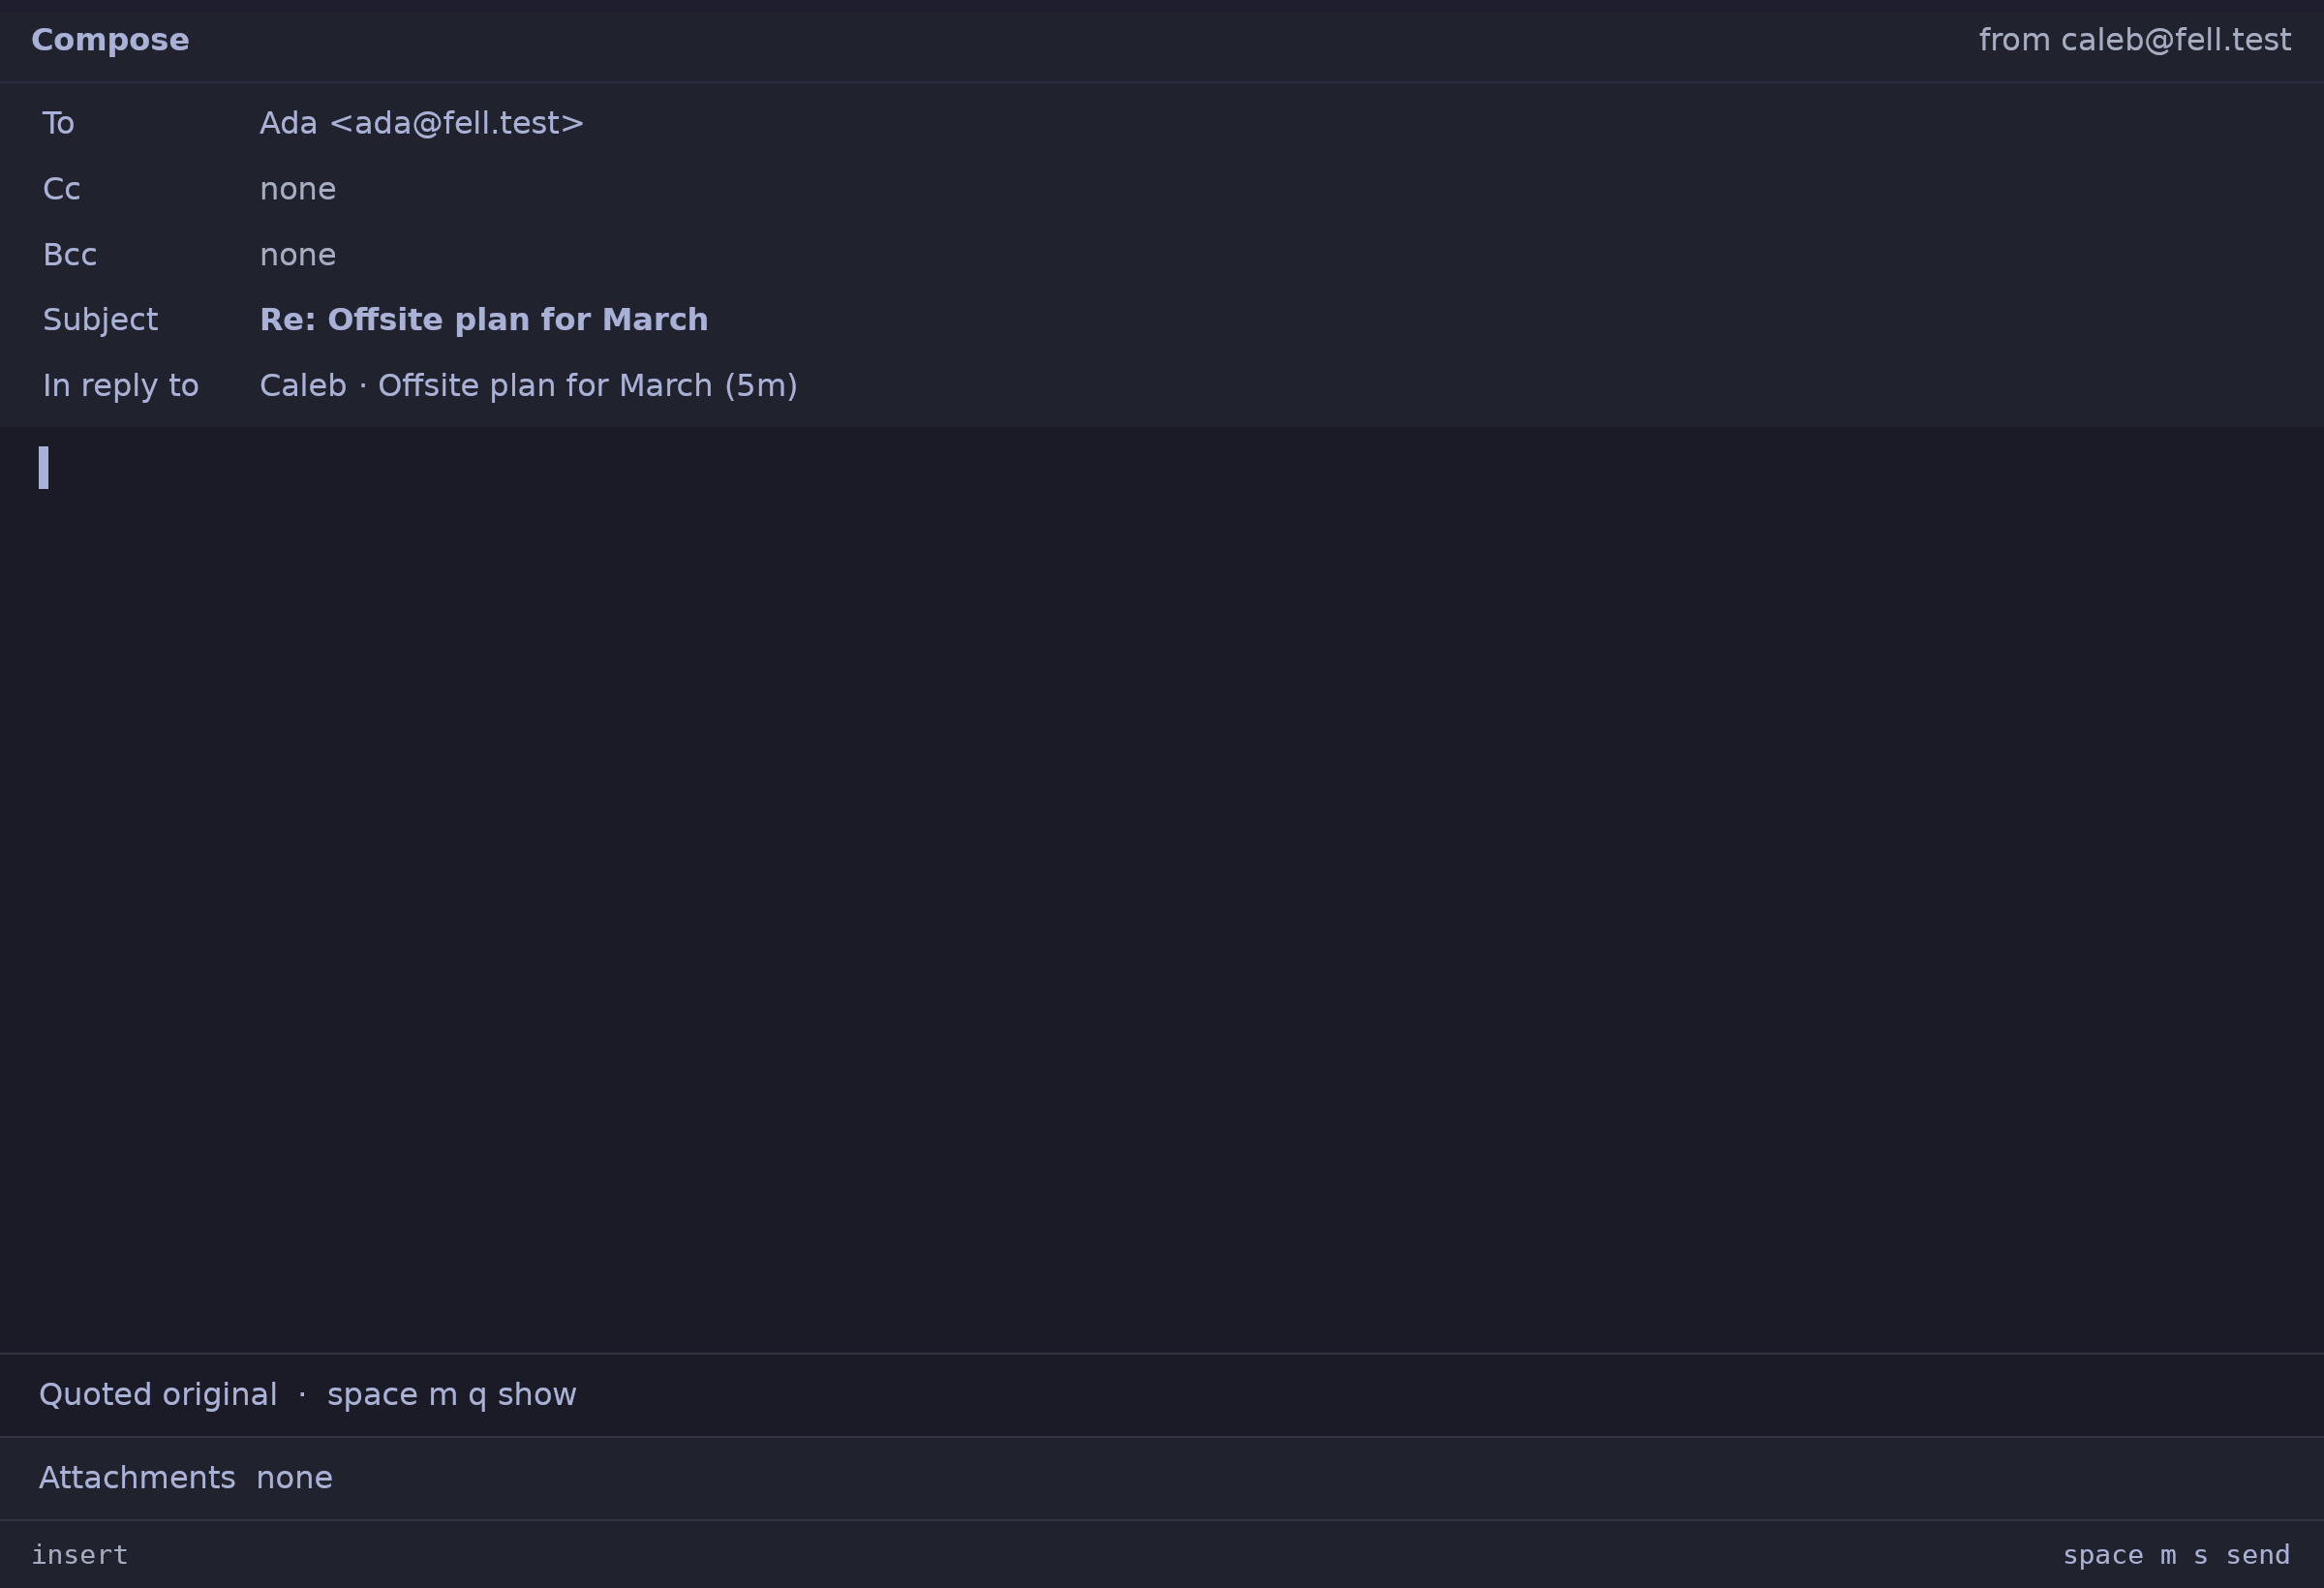 Compose from caleb@fell.test
To Ada <ada@fell.test>
Cc none
Bcc none
Subject Re: Offsite plan for March
In reply to Caleb · Offsite plan for March (5m)
Quoted original · space m q show
Attachments none
insert space m s send